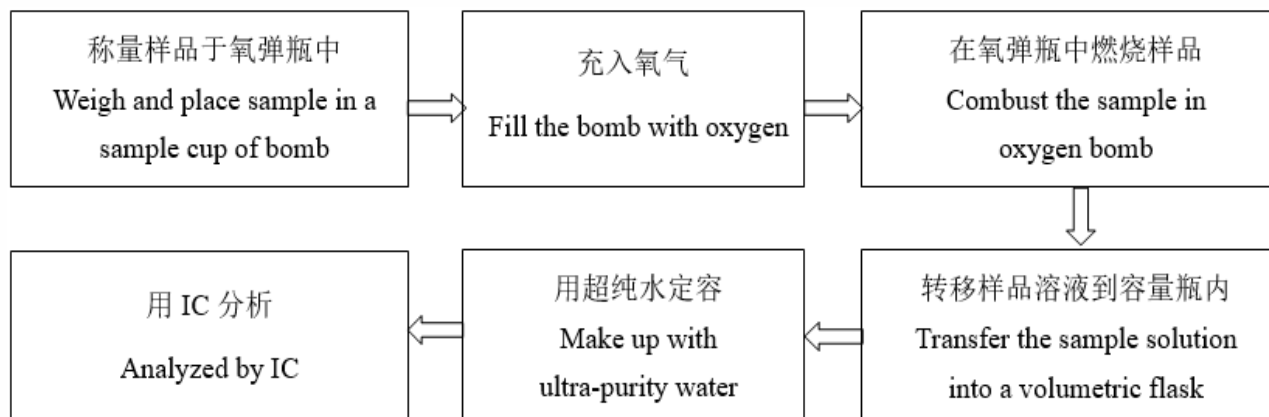 称量样品于氧弹瓶中
Weigh and place sample in a
sample cup of bomb
充入氧气
Fill the bomb with oxygen
在氧弹瓶中燃烧样品
Combust the sample in
oxygen bomb
转移样品溶液到容量瓶内
Transfer the sample solution
into a volumetric flask
用超纯水定容
Make up with
ultra-purity water
用 IC 分析
Analyzed by IC